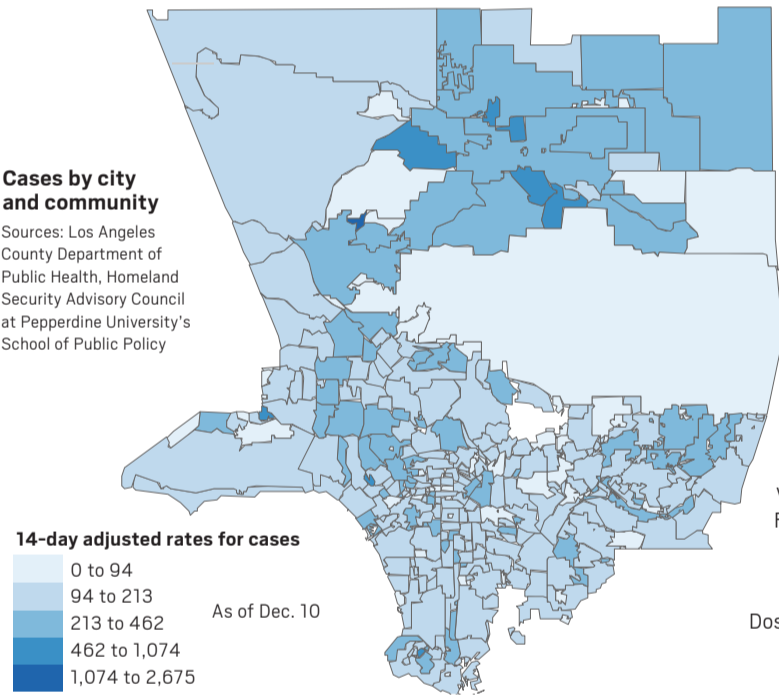 Cases by city
and community
Sources: Los Angeles
County Department of
Public Health, Homeland
Security Advisory Council
at Pepperdine University's
School of Public Policy
14-day adjusted rates for cases
0 to 94
94 to 213
213 to 462
462 to 1,074
1,074 to 2,675
As of Dec. 10
Dos